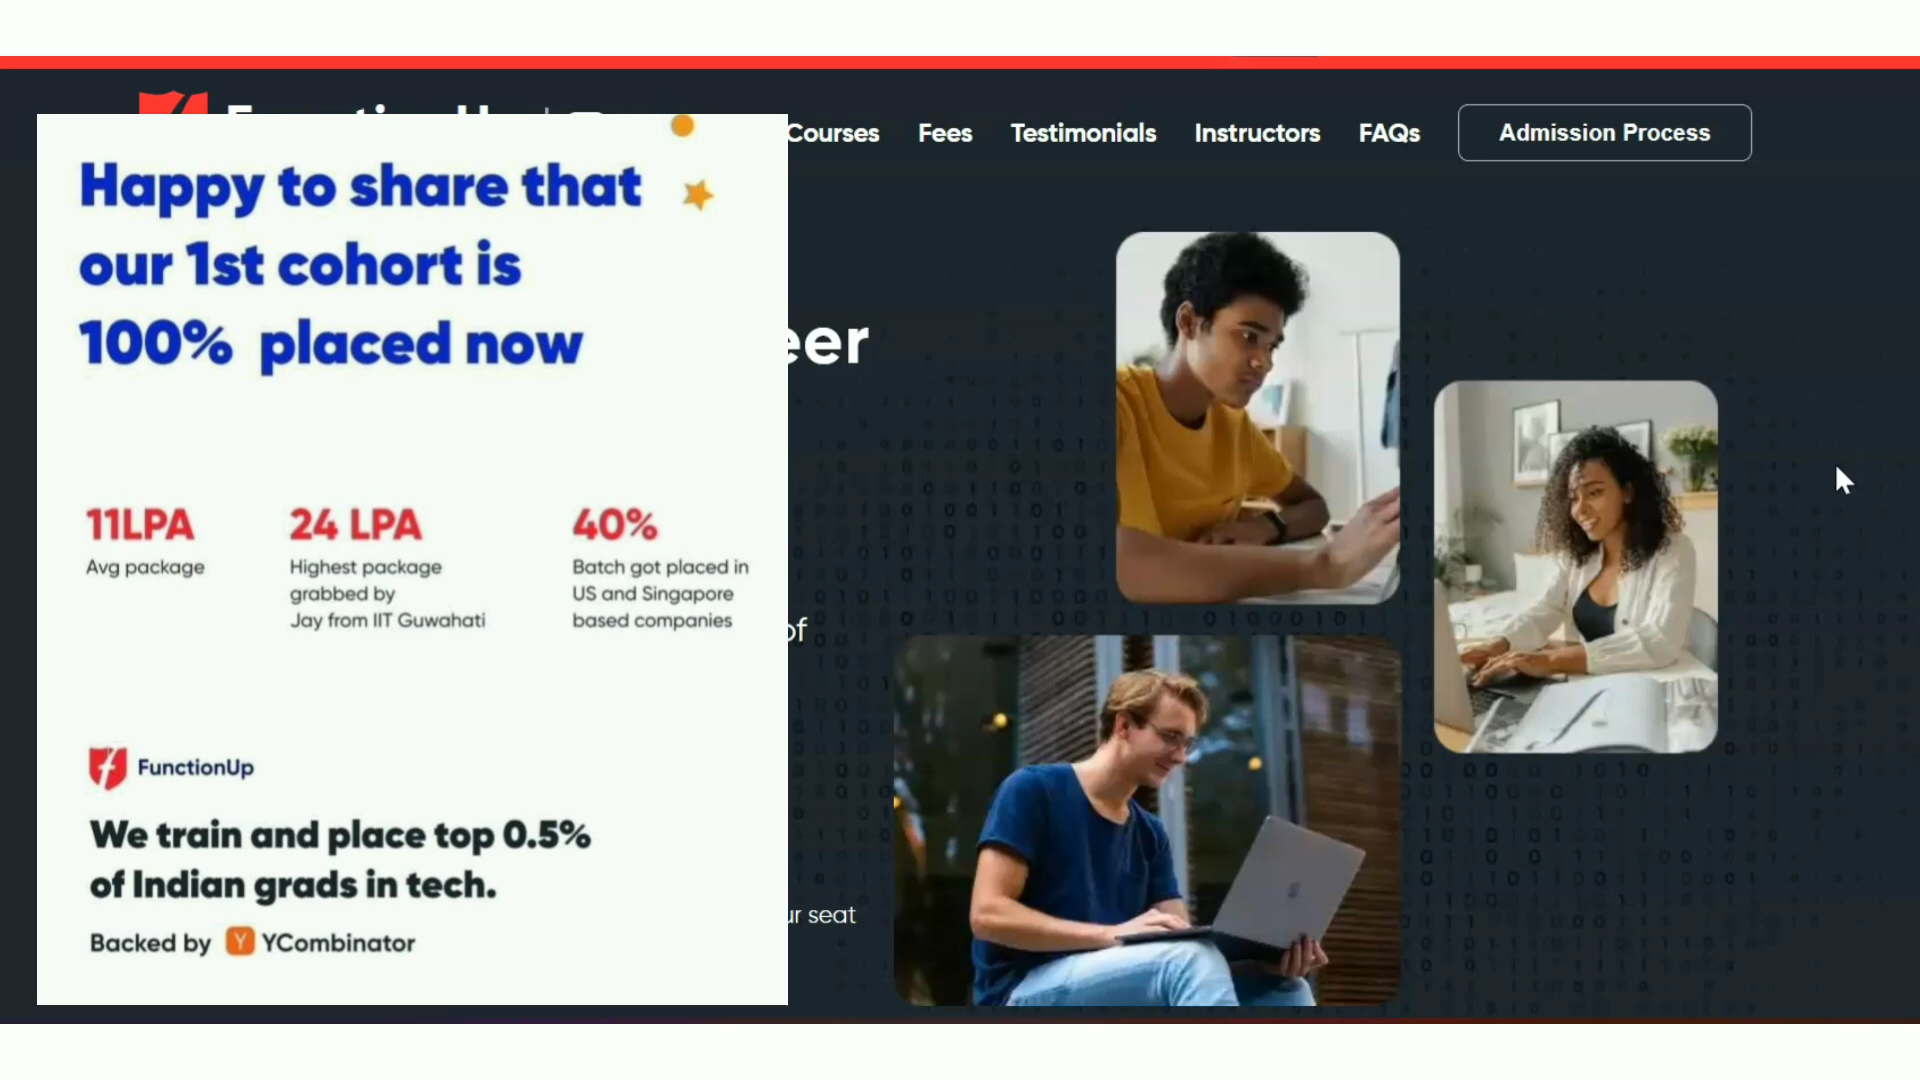 Courses Fees Testimonials Instructors FAQs Admission Process
Happy to share that
our 1st cohort is
100% placed now
eer
11LPA
Avg package
24 LPA
Highest package
grabbed by
Jay from IIT Guwahati
40%
Batch got placed in
US and Singapore
based companies
of
FunctionUp
We train and place top 0.5%
of Indian grads in tech.
ur seat
Backed by Y YCombinator